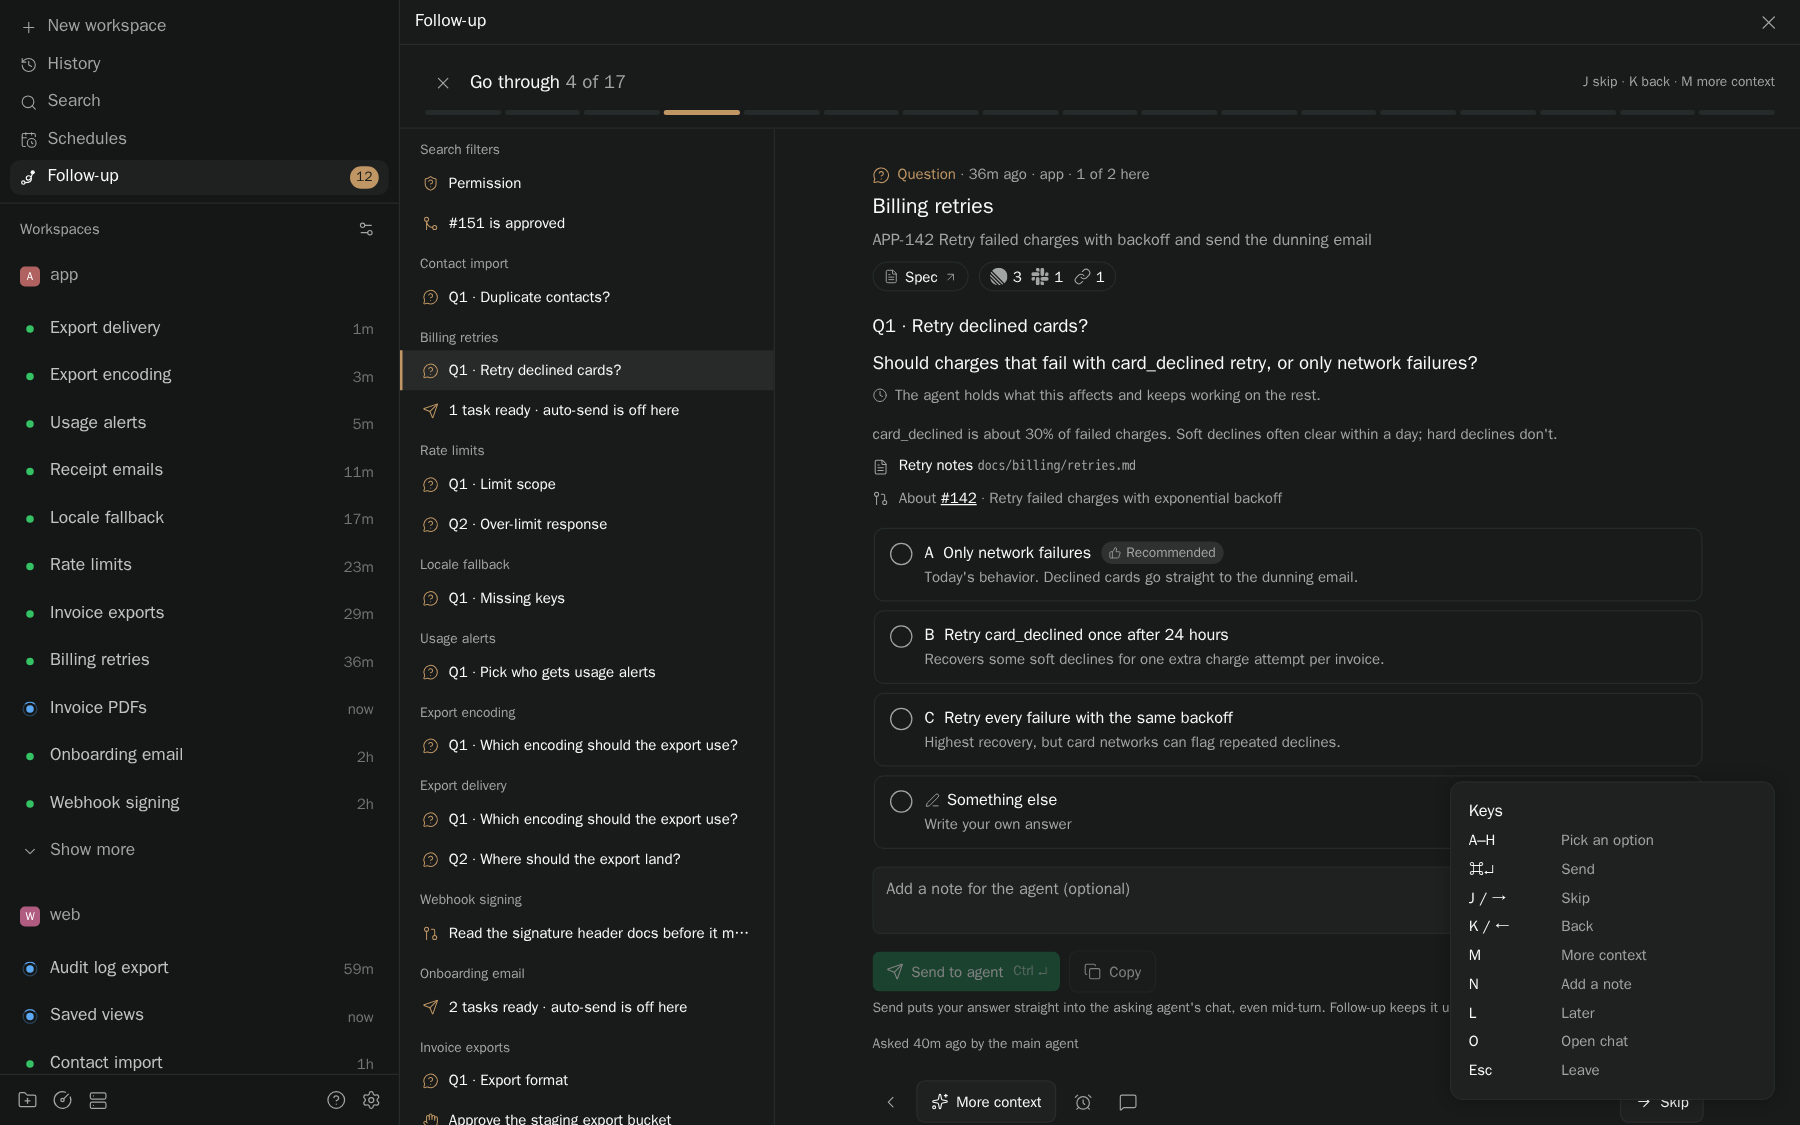 New workspace
History
Search
Schedules
Follow-up 12
Workspaces
A app
Export delivery 1m
Export encoding 3m
Usage alerts 5m
Receipt emails 11m
Locale fallback 17m
Rate limits 23m
Invoice exports 29m
Billing retries 36m
Invoice PDFs now
Onboarding email 2h
Webhook signing 2h
Show more
W web
Audit log export 59m
Saved views now
Contact import 1h
Follow-up
Go through 4 of 17
J skip · K back · M more context
Search filters
Permission
#151 is approved
Contact import
Q1 · Duplicate contacts?
Billing retries
Q1 · Retry declined cards?
1 task ready · auto-send is off here
Rate limits
Q1 · Limit scope
Q2 · Over-limit response
Locale fallback
Q1 · Missing keys
Usage alerts
Q1 · Pick who gets usage alerts
Export encoding
Q1 · Which encoding should the export use?
Export delivery
Q1 · Which encoding should the export use?
Q2 · Where should the export land?
Webhook signing
Read the signature header docs before it m···
Onboarding email
2 tasks ready · auto-send is off here
Invoice exports
Q1 · Export format
Approve the staging export bucket
Question · 36m ago · app · 1 of 2 here
Billing retries
APP-142 Retry failed charges with backoff and send the dunning email
Spec ↗ 3 1 1
Q1 · Retry declined cards?
Should charges that fail with card_declined retry, or only network failures?
The agent holds what this affects and keeps working on the rest.
card_declined is about 30% of failed charges. Soft declines often clear within a day; hard declines don't.
Retry notes docs/billing/retries.md
About #142 · Retry failed charges with exponential backoff
A Only network failures Recommended
Today's behavior. Declined cards go straight to the dunning email.
B Retry card_declined once after 24 hours
Recovers some soft declines for one extra charge attempt per invoice.
C Retry every failure with the same backoff
Highest recovery, but card networks can flag repeated declines.
Something else
Write your own answer
Add a note for the agent (optional)
Send to agent Ctrl ↵
Copy
Send puts your answer straight into the asking agent's chat, even mid-turn. Follow-up keeps it u
Asked 40m ago by the main agent
More context
Skip
Keys
A–H Pick an option
⌘↵ Send
J / → Skip
K / ← Back
M More context
N Add a note
L Later
O Open chat
Esc Leave